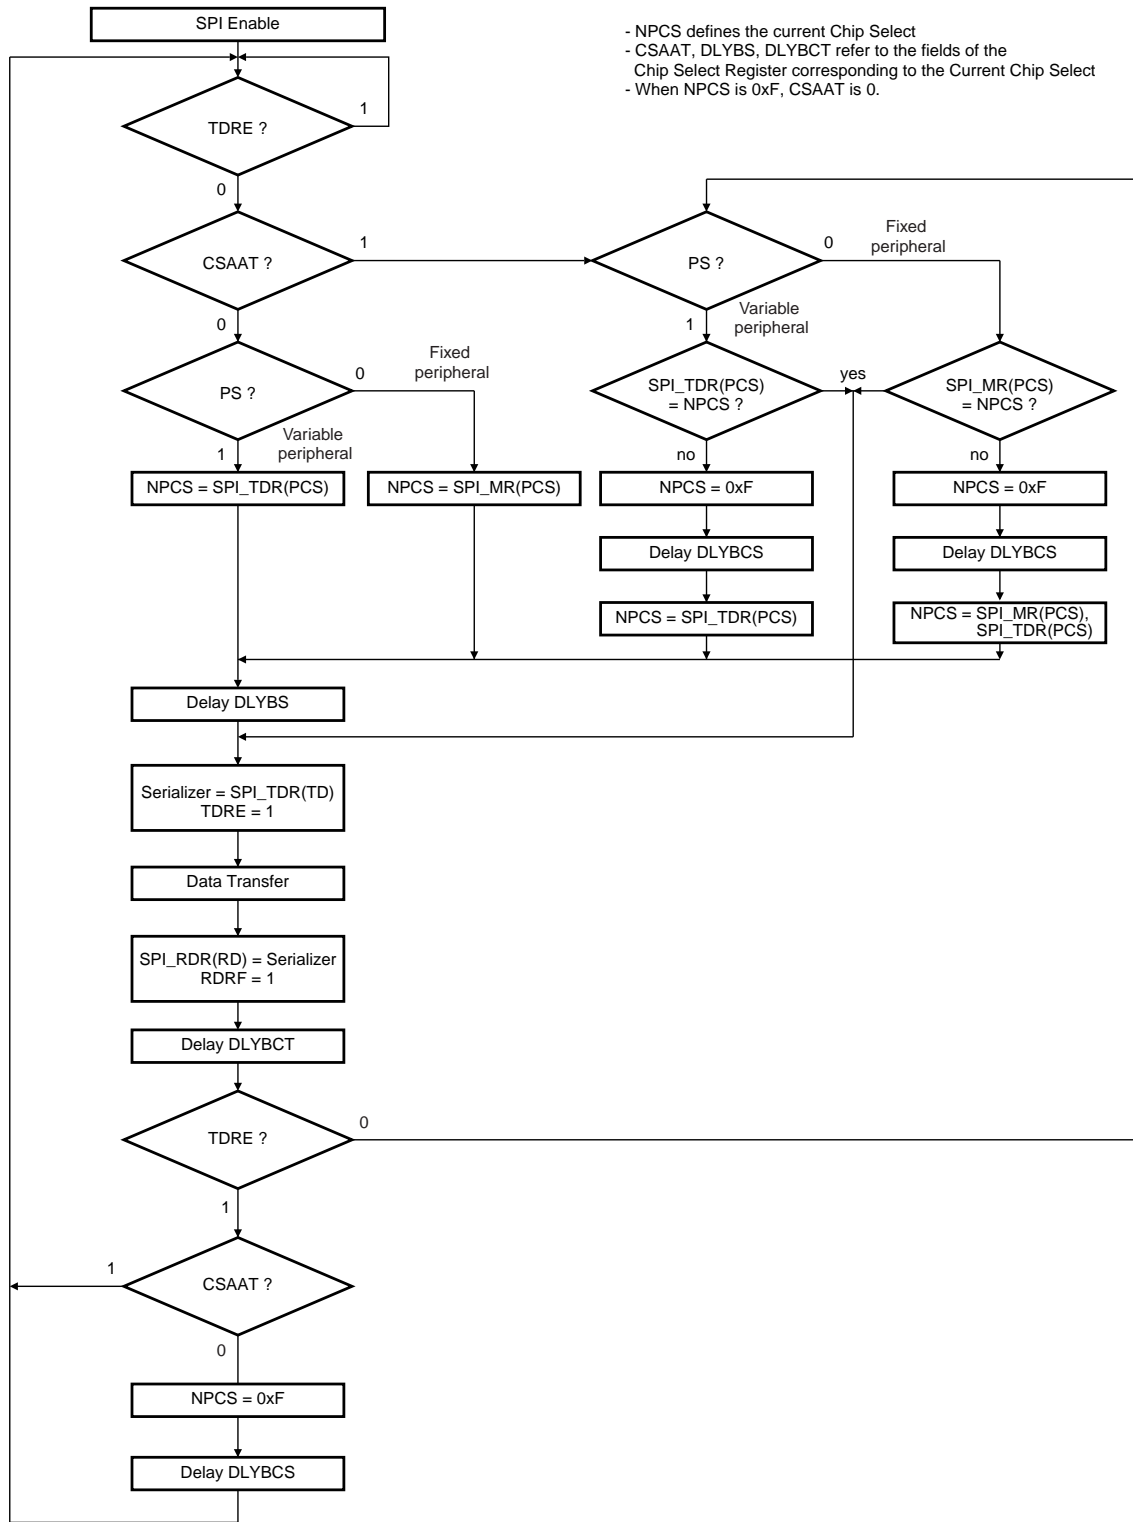 SPI Enable
- NPCS defines the current Chip Select
- CSAAT, DLYBS, DLYBCT refer to the fields of the
Chip Select Register corresponding to the Current Chip Select
- When NPCS is 0xF, CSAAT is 0.
TDRE ?
1
0
CSAAT ?
1
0
PS ?
0
Fixed
peripheral
1
Variable
peripheral
NPCS = SPI_TDR(PCS)
NPCS = SPI_MR(PCS)
PS ?
0
Fixed
peripheral
1
Variable
peripheral
SPI_TDR(PCS)
= NPCS ?
yes
SPI_MR(PCS)
= NPCS ?
no
no
NPCS = 0xF
NPCS = 0xF
Delay DLYBCS
Delay DLYBCS
NPCS = SPI_TDR(PCS)
NPCS = SPI_MR(PCS),
SPI_TDR(PCS)
Delay DLYBS
Serializer = SPI_TDR(TD)
TDRE = 1
Data Transfer
SPI_RDR(RD) = Serializer
RDRF = 1
Delay DLYBCT
TDRE ?
0
1
CSAAT ?
1
0
NPCS = 0xF
Delay DLYBCS